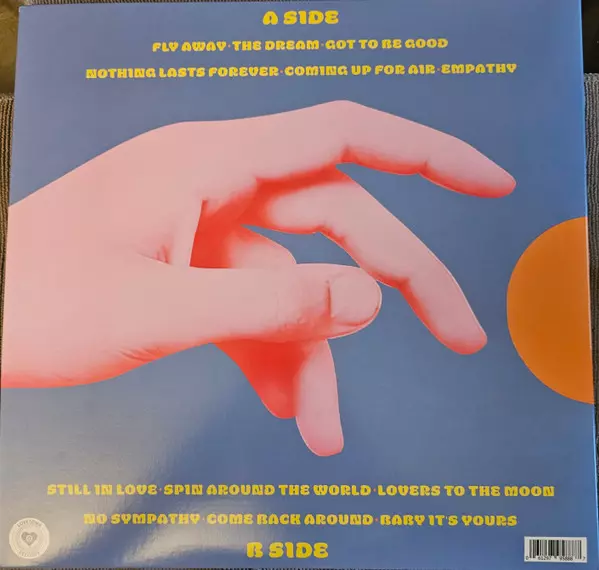 A SIDE
FLY AWAY · THE DREAM · GOT TO BE GOOD
NOTHING LASTS FOREVER · COMING UP FOR AIR · EMPATHY
STILL IN LOVE · SPIN AROUND THE WORLD · LOVERS TO THE MOON
NO SYMPATHY · COME BACK AROUND · BABY IT'S YOURS
B SIDE